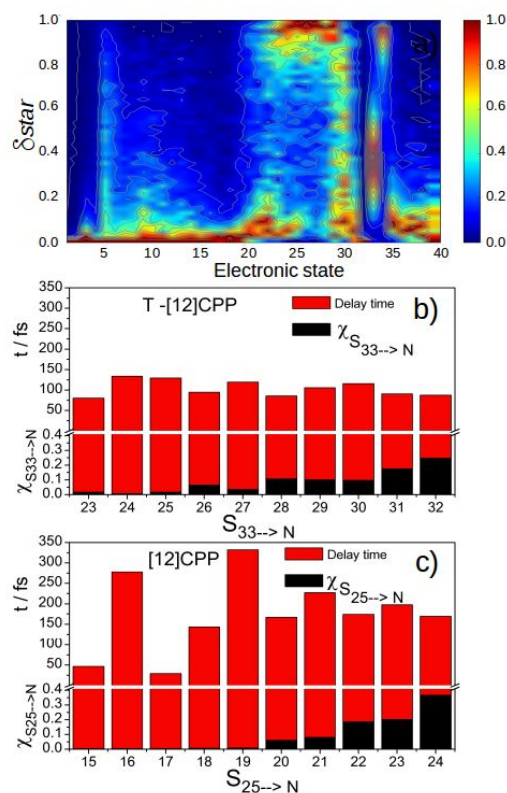 a)
1.0
0.8
0.6
0.4
0.2
0.0
δstar
5 10 15 20 25 30 35 40
Electronic state
1.0
0.8
0.6
0.4
0.2
0.0
350
300
250
200
150
100
50
0.4
0.3
0.2
0.1
0.0
t / fs
χS33--> N
T -[12]CPP
Delay time
χS33--> N
b)
23 24 25 26 27 28 29 30 31 32
S33--> N
350
300
250
200
150
100
50
0.4
0.3
0.2
0.1
0.0
t / fs
χS25-->N
[12]CPP
Delay time
χS25--> N
c)
15 16 17 18 19 20 21 22 23 24
S25--> N